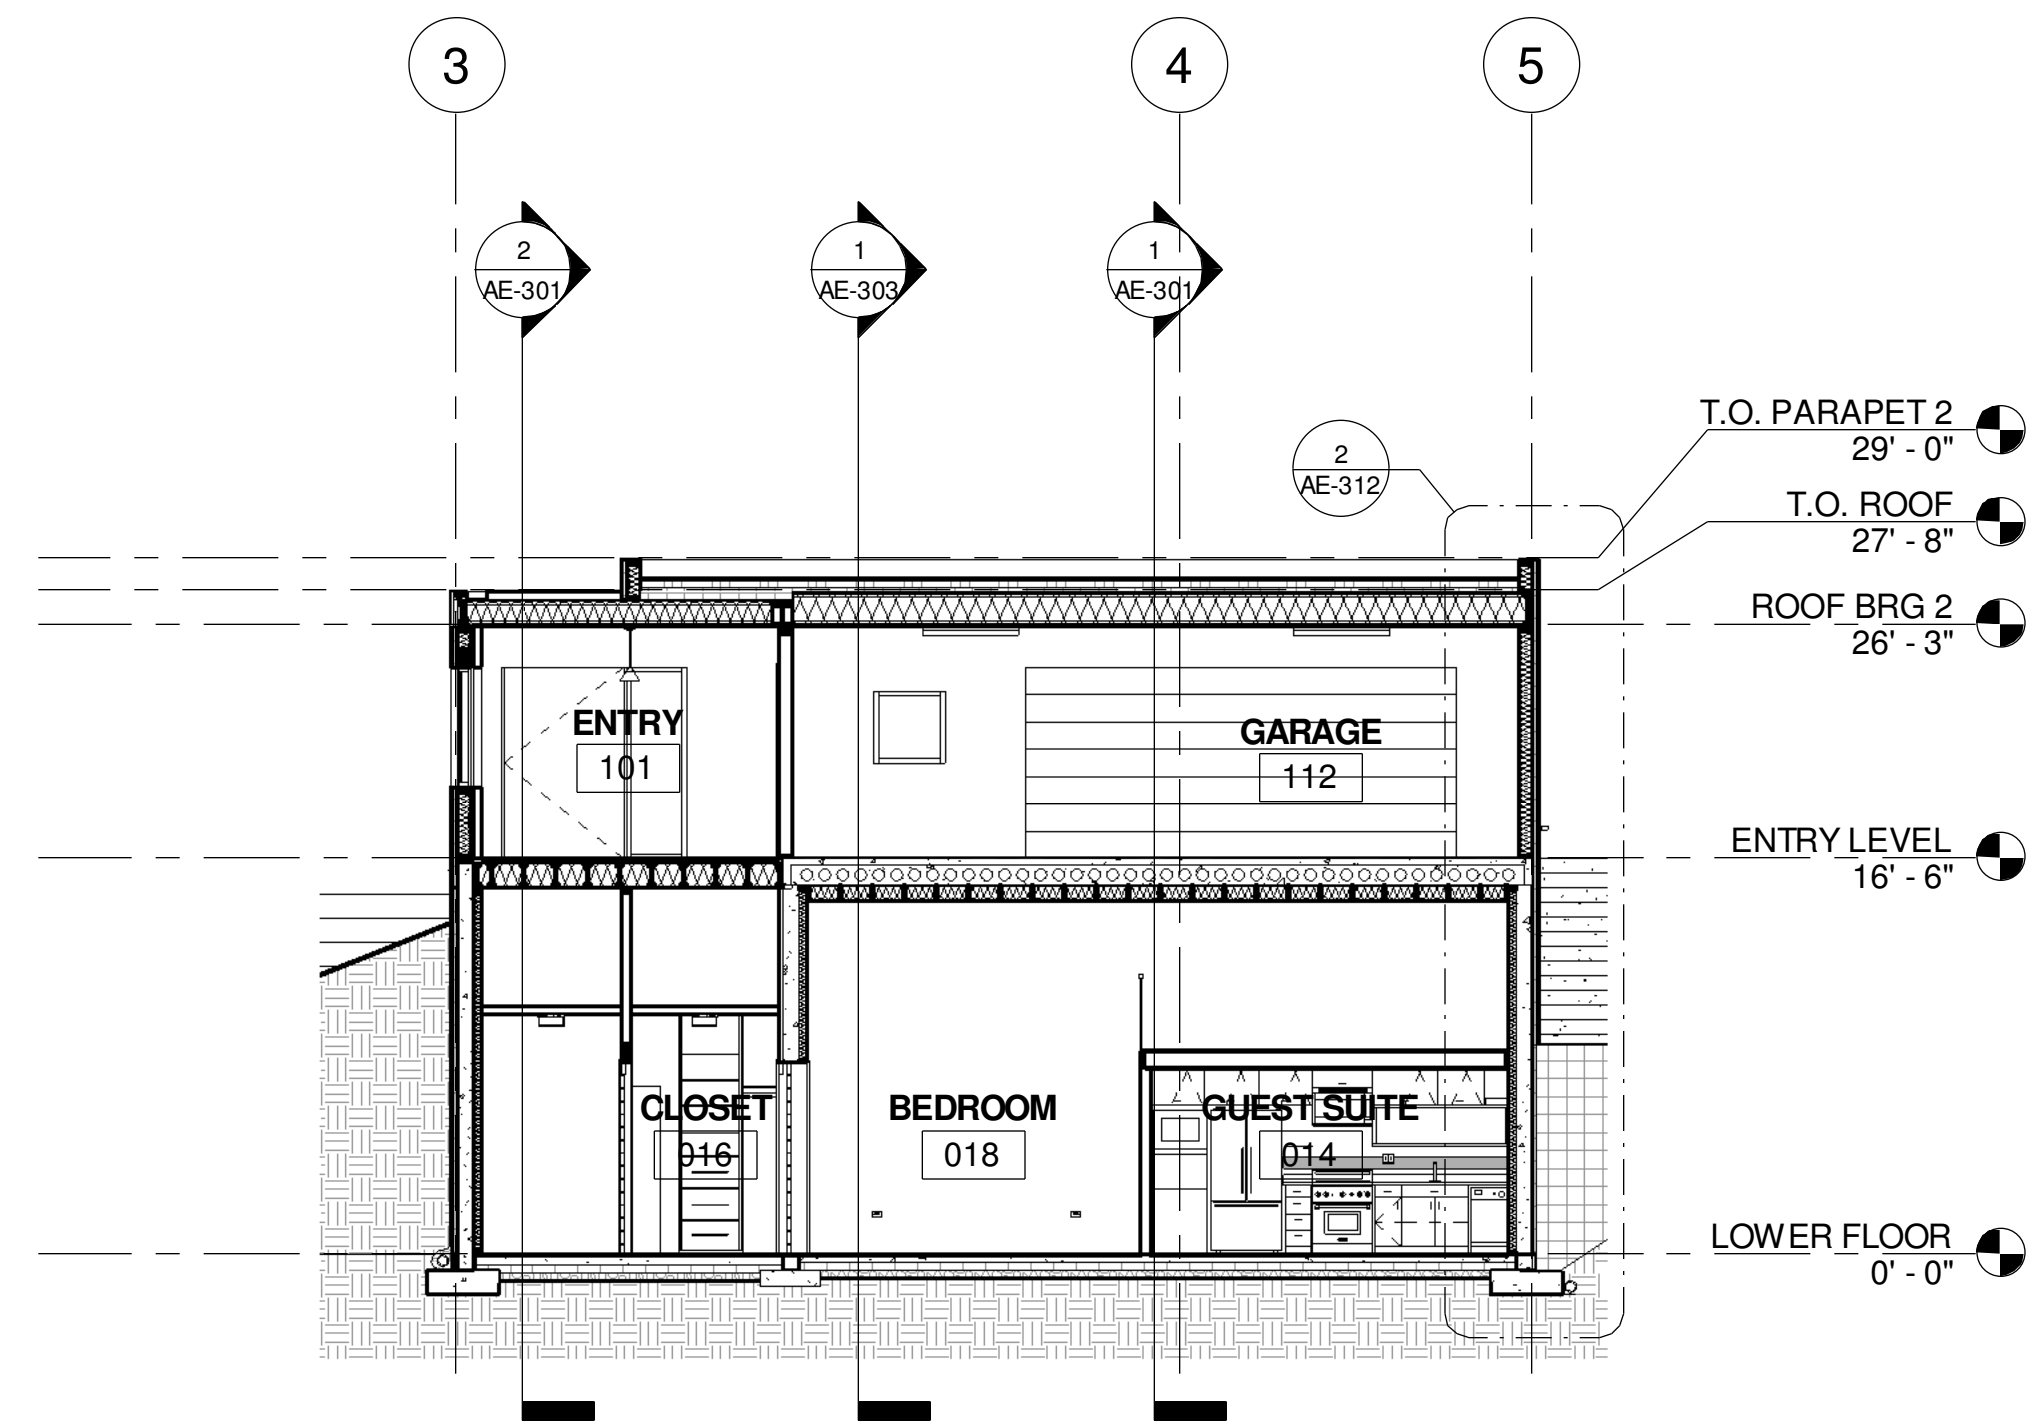 3
4
5
2
AE-301
1
AE-303
1
AE-301
T.O. PARAPET 2
29' - 0"
2
AE-312
T.O. ROOF
27' - 8"
ROOF BRG 2
26' - 3"
ENTRY
101
GARAGE
112
ENTRY LEVEL
16' - 6"
CLOSET
016
BEDROOM
018
GUEST SUITE
014
LOWER FLOOR
0' - 0"